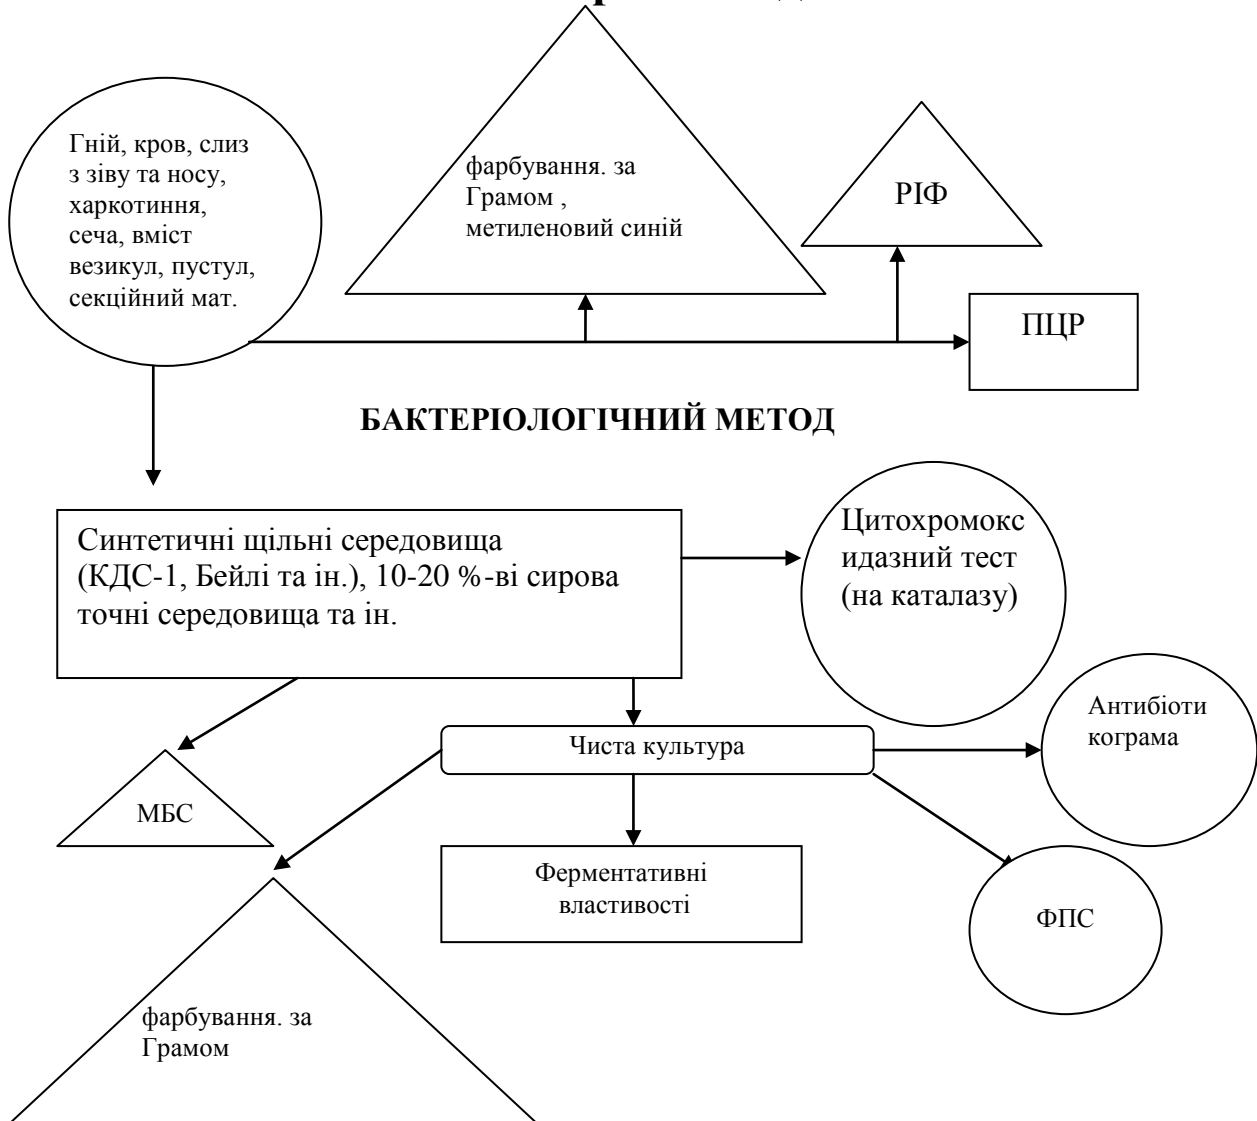 Гній, кров, слиз
з зіву та носу,
харкотиння,
сеча, вміст
везикул, пустул,
секційний мат.
фарбування. за
Грамом ,
метиленовий синій
РІФ
ПЦР
БАКТЕРІОЛОГІЧНИЙ МЕТОД
Синтетичні щільні середовища
(КДС-1, Бейлі та ін.), 10-20 %-ві сирова
точні середовища та ін.
Цитохромокс
идазний тест
(на каталазу)
Чиста культура
Антибіоти
кограма
МБС
Ферментативні
властивості
ФПС
фарбування. за
Грамом